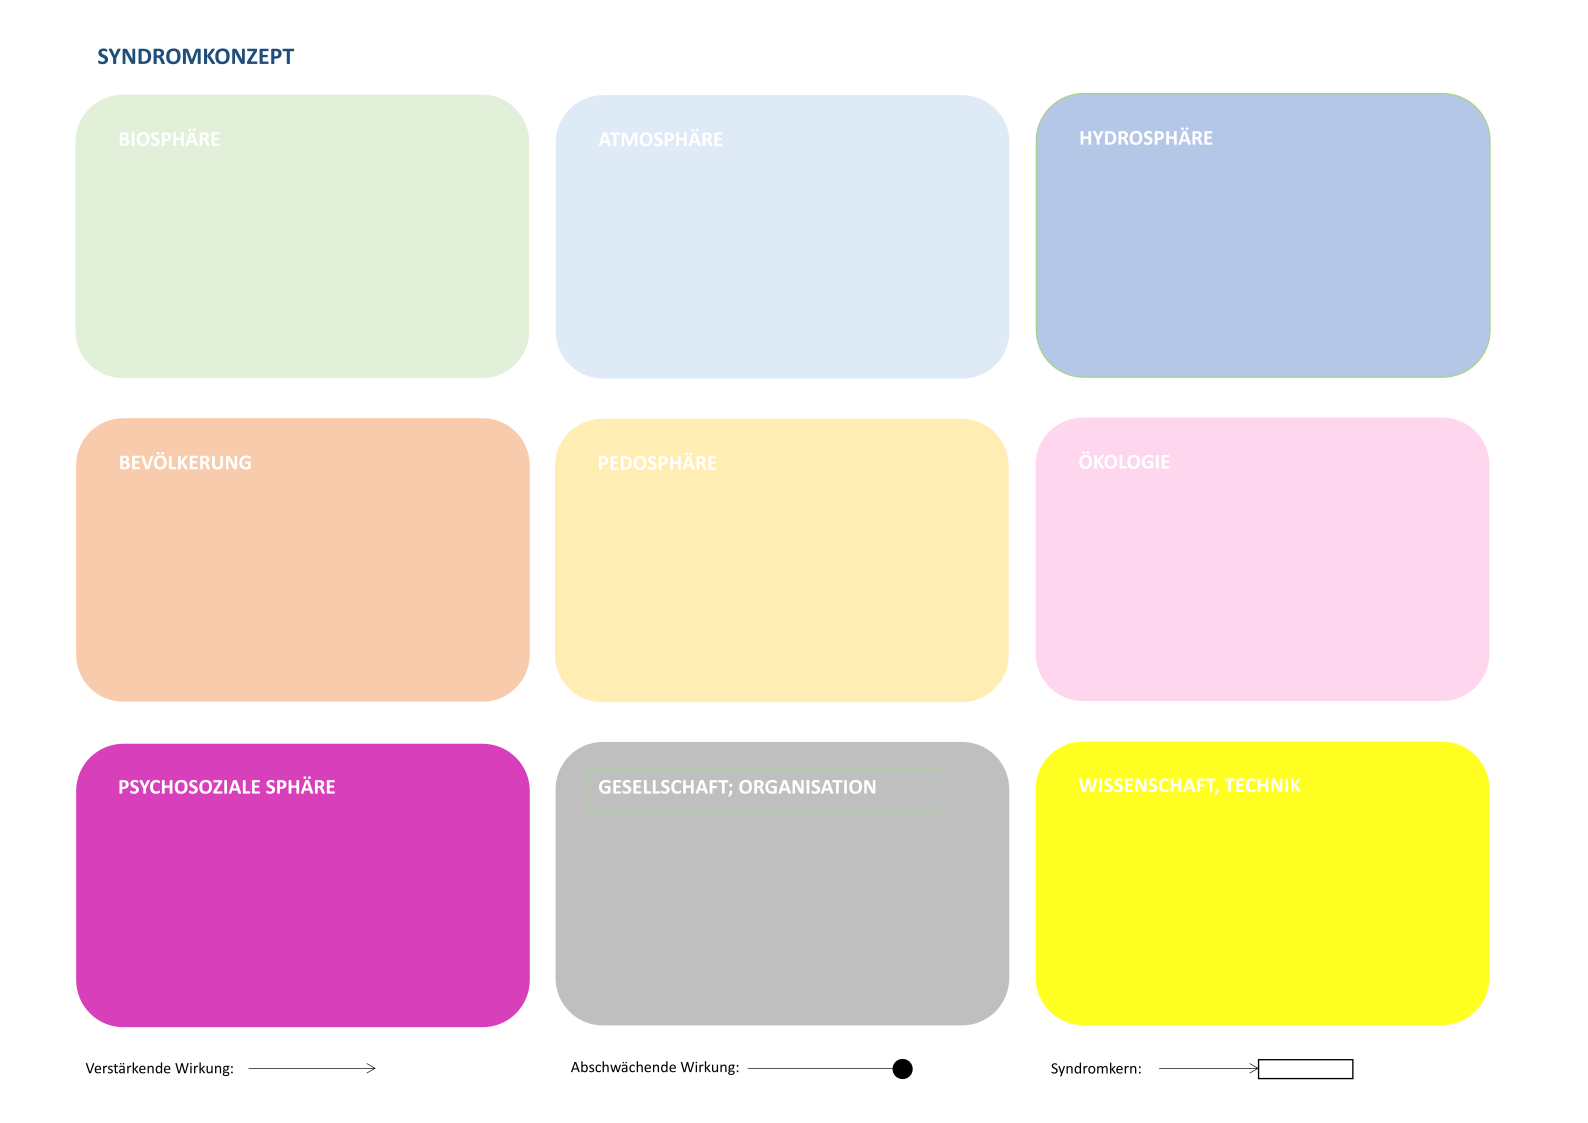 SYNDROMKONZEPT
BIOSPHÄRE
ATMOSPHÄRE
HYDROSPHÄRE
BEVÖLKERUNG
PEDOSPHÄRE
ÖKOLOGIE
PSYCHOSOZIALE SPHÄRE
GESELLSCHAFT; ORGANISATION
WISSENSCHAFT, TECHNIK
Verstärkende Wirkung:
Abschwächende Wirkung:
Syndromkern: